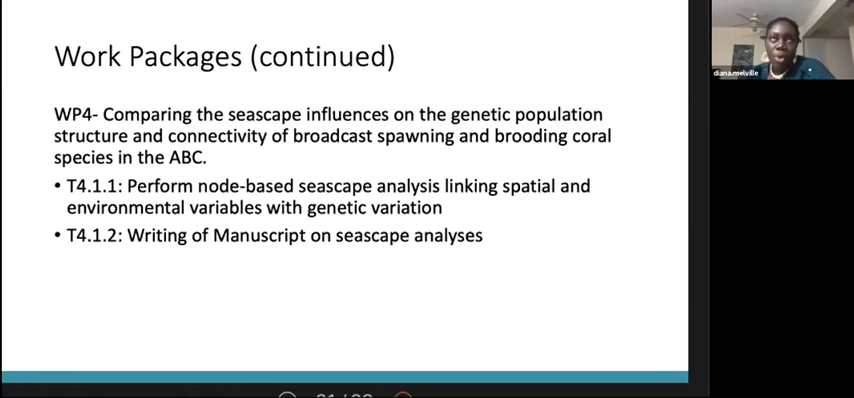 Work Packages (continued)
diana.melville
WP4- Comparing the seascape influences on the genetic population
structure and connectivity of broadcast spawning and brooding coral
species in the ABC.
• T4.1.1: Perform node-based seascape analysis linking spatial and
environmental variables with genetic variation
• T4.1.2: Writing of Manuscript on seascape analyses